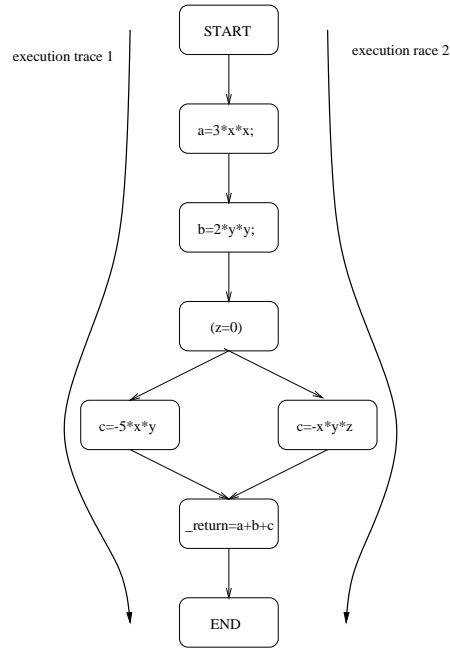 START
execution trace 1
execution race 2
a=3*x*x;
b=2*y*y;
(z=0)
c=-5*x*y
c=-x*y*z
_return=a+b+c
END